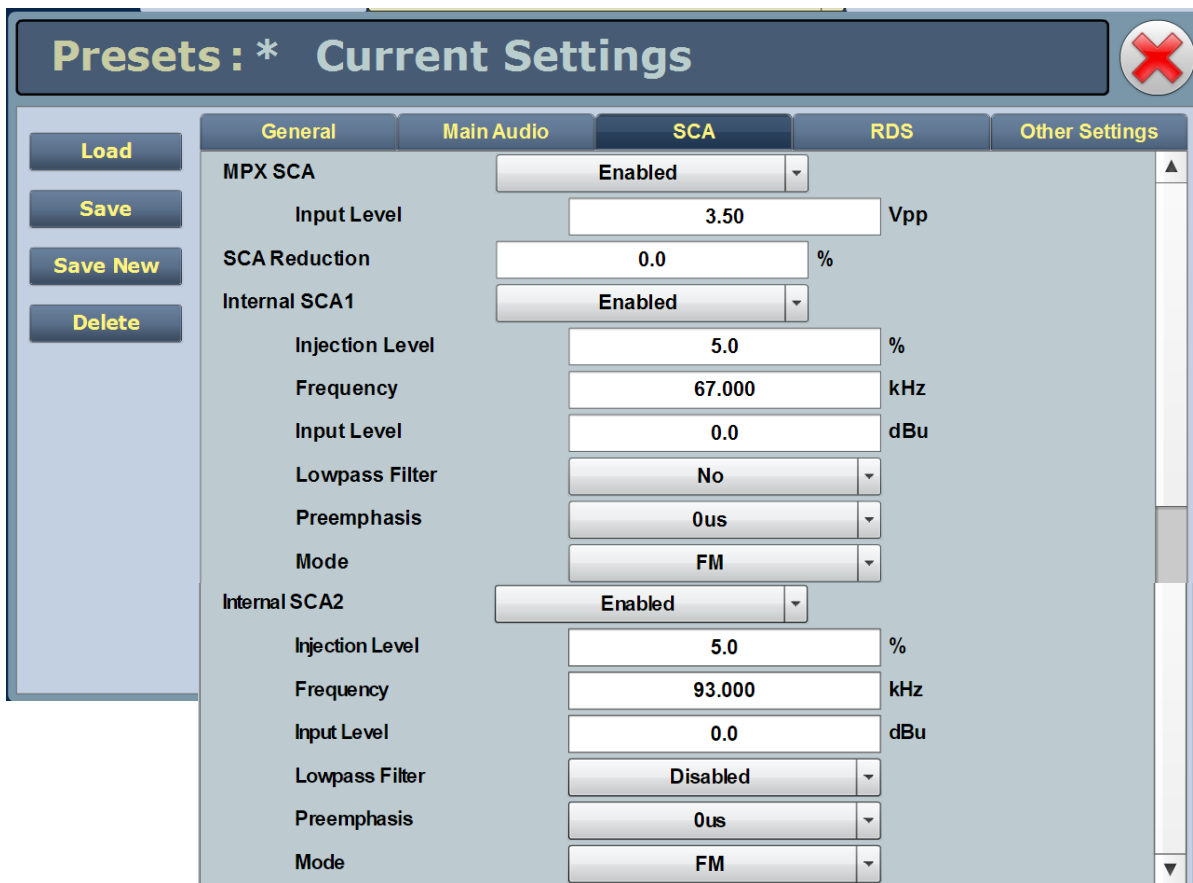 Presets: * Current Settings
Load
Save
Save New
Delete
General Main Audio SCA RDS Other Settings
MPX SCA Enabled
Input Level 3.50 Vpp
SCA Reduction 0.0 %
Internal SCA1 Enabled
Injection Level 5.0 %
Frequency 67.000 kHz
Input Level 0.0 dBu
Lowpass Filter No
Preemphasis 0us
Mode FM
Internal SCA2 Enabled
Injection Level 5.0 %
Frequency 93.000 kHz
Input Level 0.0 dBu
Lowpass Filter Disabled
Preemphasis 0us
Mode FM